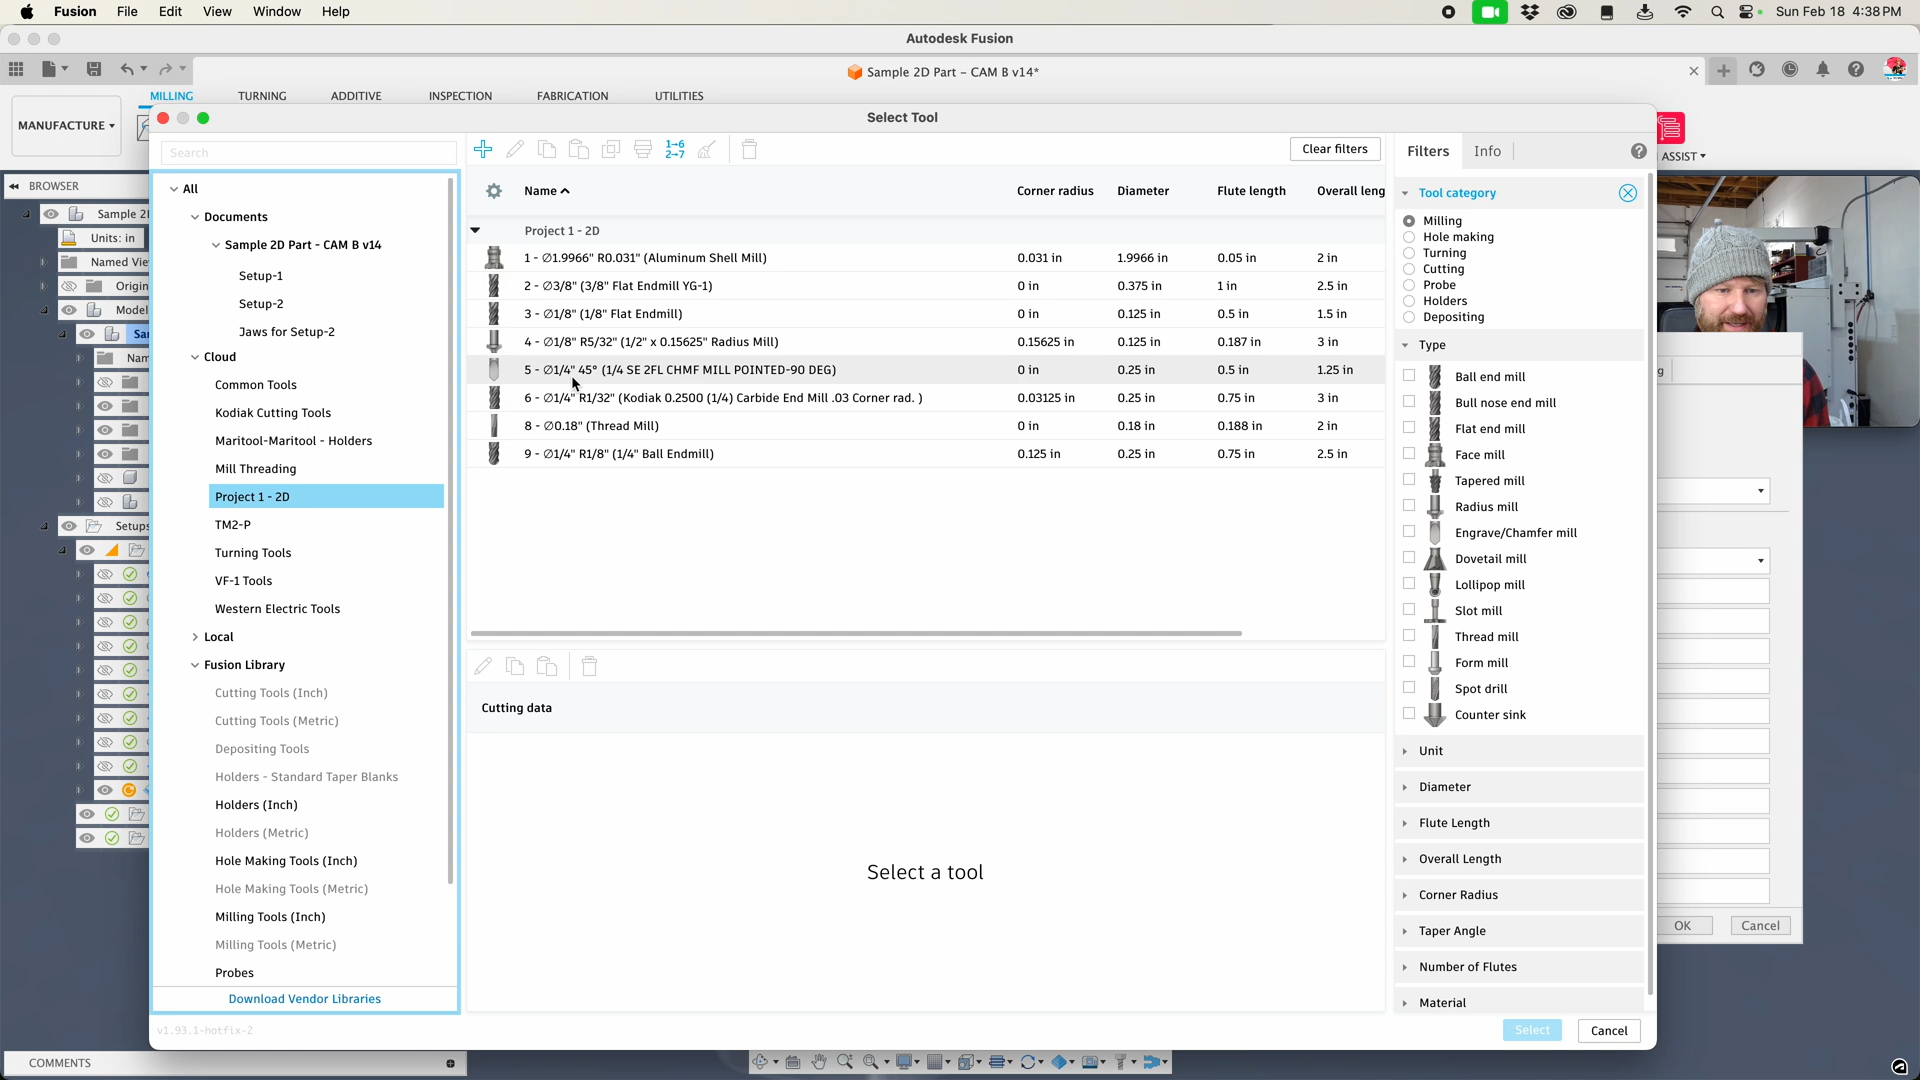 Fusion File Edit View Window Help Sun Feb 18 4:38 PM
Autodesk Fusion
Sample 2D Part – CAM B v14*
MILLING TURNING ADDITIVE INSPECTION FABRICATION UTILITIES
MANUFACTURE
ASSIST
Select Tool
BROWSER
Units: in
Named
Origin
COMMENTS
Search
All
Documents
Sample 2D Part - CAM B v14
Setup-1
Setup-2
Jaws for Setup-2
Cloud
Common Tools
Kodiak Cutting Tools
Maritool-Maritool - Holders
Mill Threading
Project 1 - 2D
TM2-P
Turning Tools
VF-1 Tools
Western Electric Tools
Local
Fusion Library
Cutting Tools (Inch)
Cutting Tools (Metric)
Depositing Tools
Holders - Standard Taper Blanks
Holders (Inch)
Holders (Metric)
Hole Making Tools (Inch)
Hole Making Tools (Metric)
Milling Tools (Inch)
Milling Tools (Metric)
Probes
Download Vendor Libraries
v1.93.1-hotfix-2
1→6
2→7
Clear filters
Name Corner radius Diameter Flute length Overall leng
Project 1 - 2D
1 - ∅1.9966" R0.031" (Aluminum Shell Mill) 0.031 in 1.9966 in 0.05 in 2 in
2 - ∅3/8" (3/8" Flat Endmill YG-1) 0 in 0.375 in 1 in 2.5 in
3 - ∅1/8" (1/8" Flat Endmill) 0 in 0.125 in 0.5 in 1.5 in
4 - ∅1/8" R5/32" (1/2" x 0.15625" Radius Mill) 0.15625 in 0.125 in 0.187 in 3 in
5 - ∅1/4" 45° (1/4 SE 2FL CHMF MILL POINTED-90 DEG) 0 in 0.25 in 0.5 in 1.25 in
6 - ∅1/4" R1/32" (Kodiak 0.2500 (1/4) Carbide End Mill .03 Corner rad. ) 0.03125 in 0.25 in 0.75 in 3 in
8 - ∅0.18" (Thread Mill) 0 in 0.18 in 0.188 in 2 in
9 - ∅1/4" R1/8" (1/4" Ball Endmill) 0.125 in 0.25 in 0.75 in 2.5 in
Cutting data
Select a tool
Filters Info
Tool category
Milling
Hole making
Turning
Cutting
Probe
Holders
Depositing
Type
Ball end mill
Bull nose end mill
Flat end mill
Face mill
Tapered mill
Radius mill
Engrave/Chamfer mill
Dovetail mill
Lollipop mill
Slot mill
Thread mill
Form mill
Spot drill
Counter sink
Unit
Diameter
Flute Length
Overall Length
Corner Radius
Taper Angle
Number of Flutes
Material
Select Cancel
OK Cancel